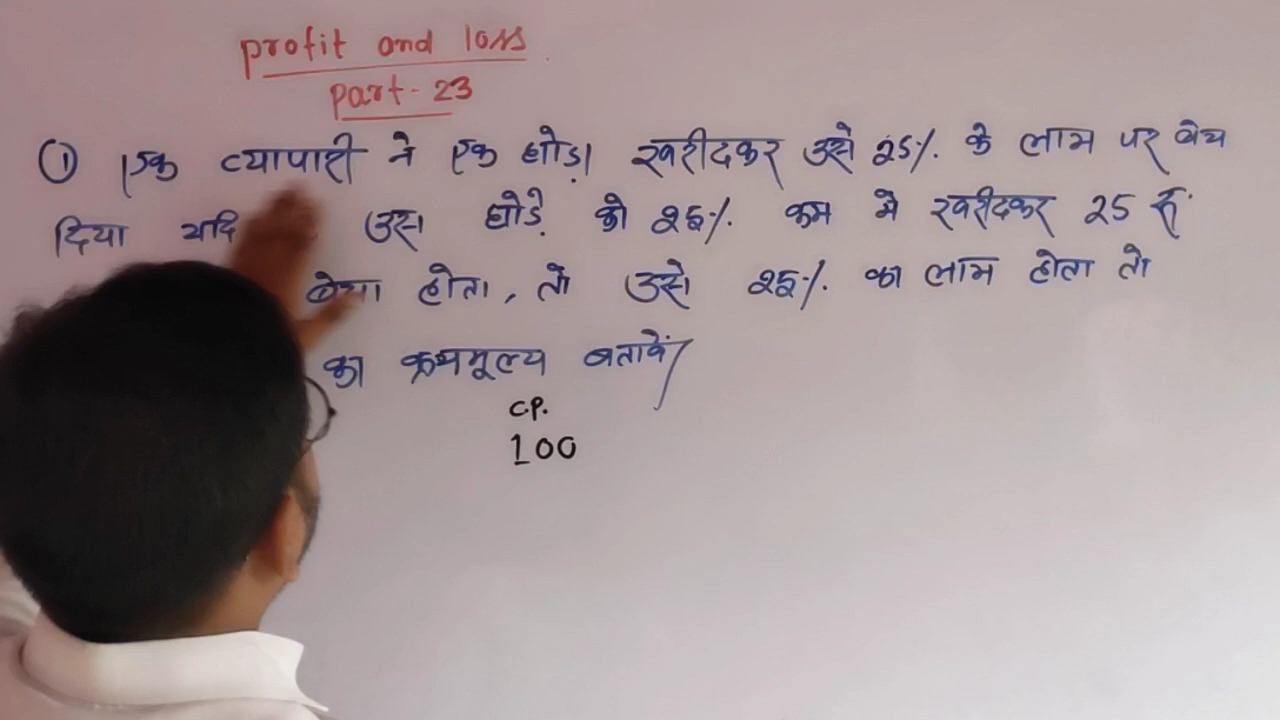 profit and loss
Part-23
① एक व्यापारी ने एक घोड़ा खरीदकर उसे 25%. के लाभ पर बेच
दिया यदि उस घोड़े को 25%. कम मे खरीदकर 25 रु.
बेचा होता, तो उसे 25%. का लाभ होता तो
का क्रयमूल्य बतावें
C.P.
100